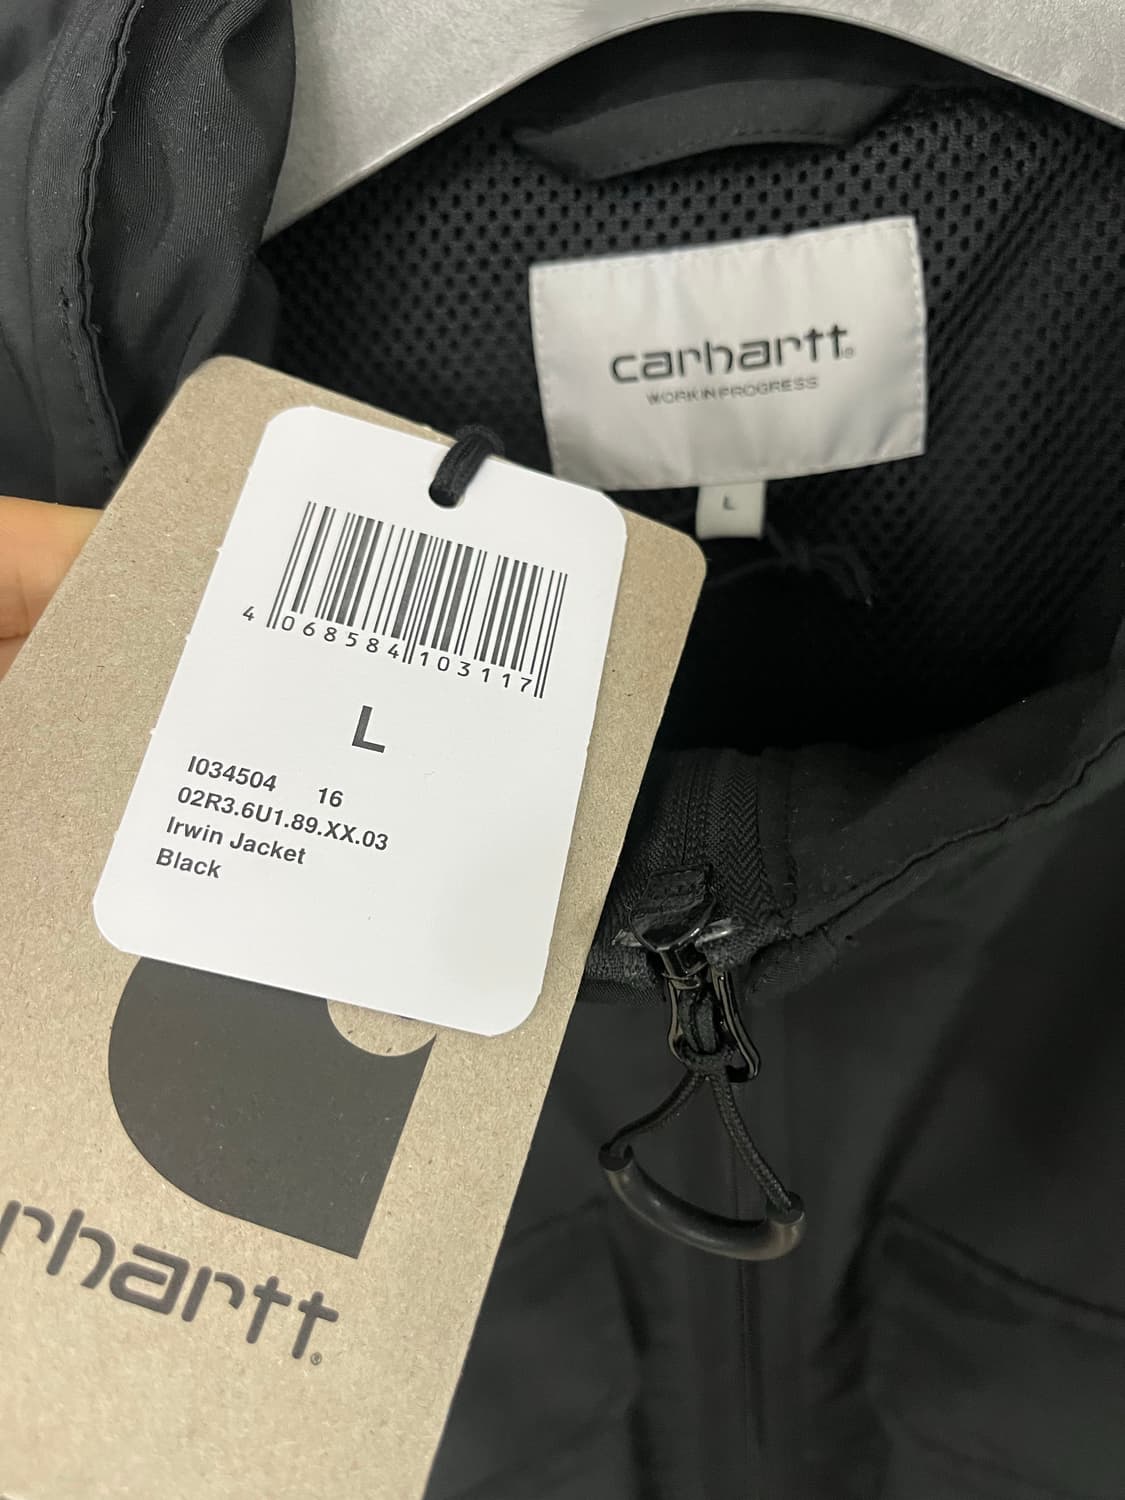 carhartt®
WORK IN PROGRESS
L
4 068584 103117
L
I034504 16
02R3.6U1.89.XX.03
Irwin Jacket
Black
rhartt®